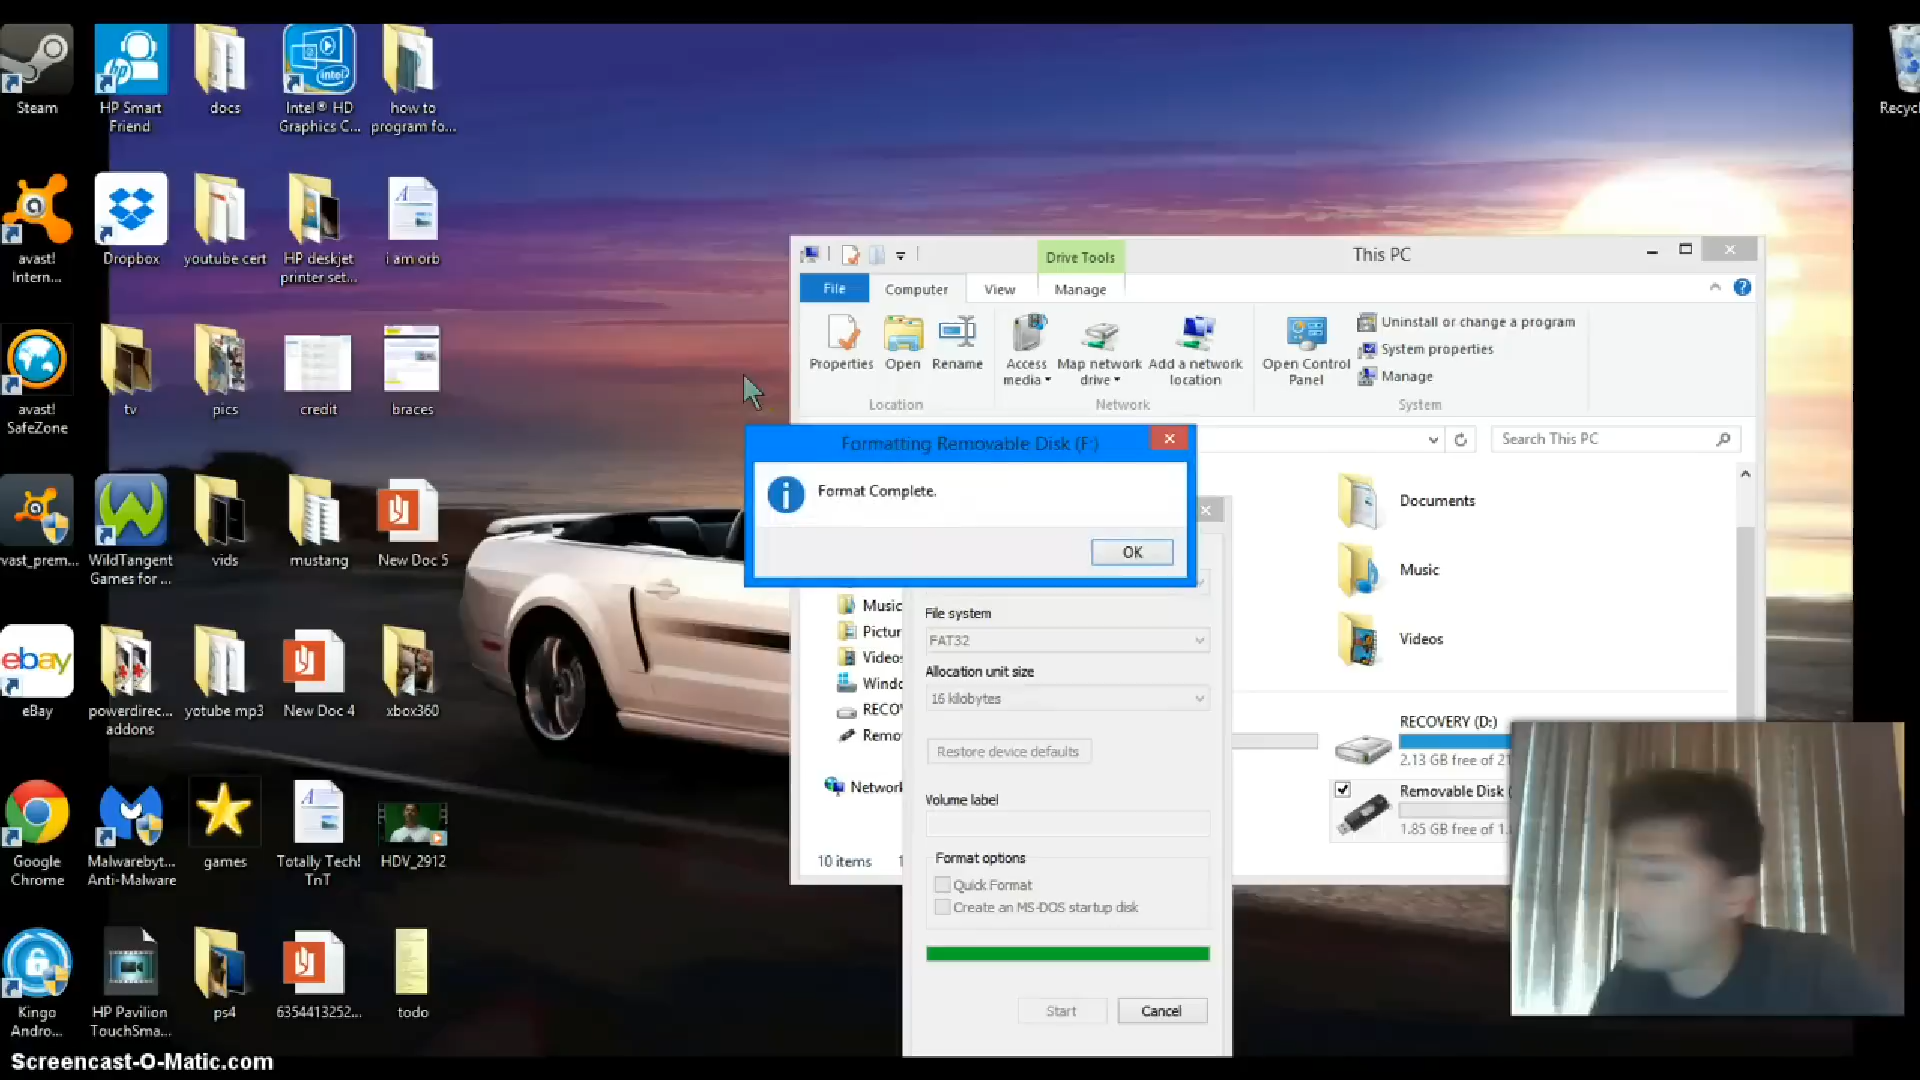 Steam
HP Smart
Friend
docs
Intel® HD
Graphics C...
how to
program fo...
Recycl
avast!
Intern...
Dropbox
youtube cert
HP deskjet
printer set...
i am orb
avast!
SafeZone
tv
pics
credit
braces
vast_prem...
WildTangent
Games for ...
vids
mustang
New Doc 5
ebay
eBay
powerdirec...
addons
yotube mp3
New Doc 4
xbox360
Google
Chrome
Malwarebyt...
Anti-Malware
games
Totally Tech!
TnT
HDV_2912
Kingo
Andro...
HP Pavilion
TouchSma...
ps4
6354413252...
todo
Drive Tools
This PC
File
Computer
View
Manage
Properties
Open
Rename
Access
media
Map network
drive
Add a network
location
Open Control
Panel
Uninstall or change a program
System properties
Manage
Location
Network
System
Search This PC
Formatting Removable Disk (F:)
Format Complete.
OK
Documents
Music
Videos
Music
Pictur
Videos
Windo
RECO
Remo
Network
10 items
File system
FAT32
Allocation unit size
16 kilobytes
Restore device defaults
Volume label
Format options
Quick Format
Create an MS-DOS startup disk
Start
Cancel
RECOVERY (D:)
2.13 GB free of 21
Removable Disk (
1.85 GB free of 1.
Screencast-O-Matic.com